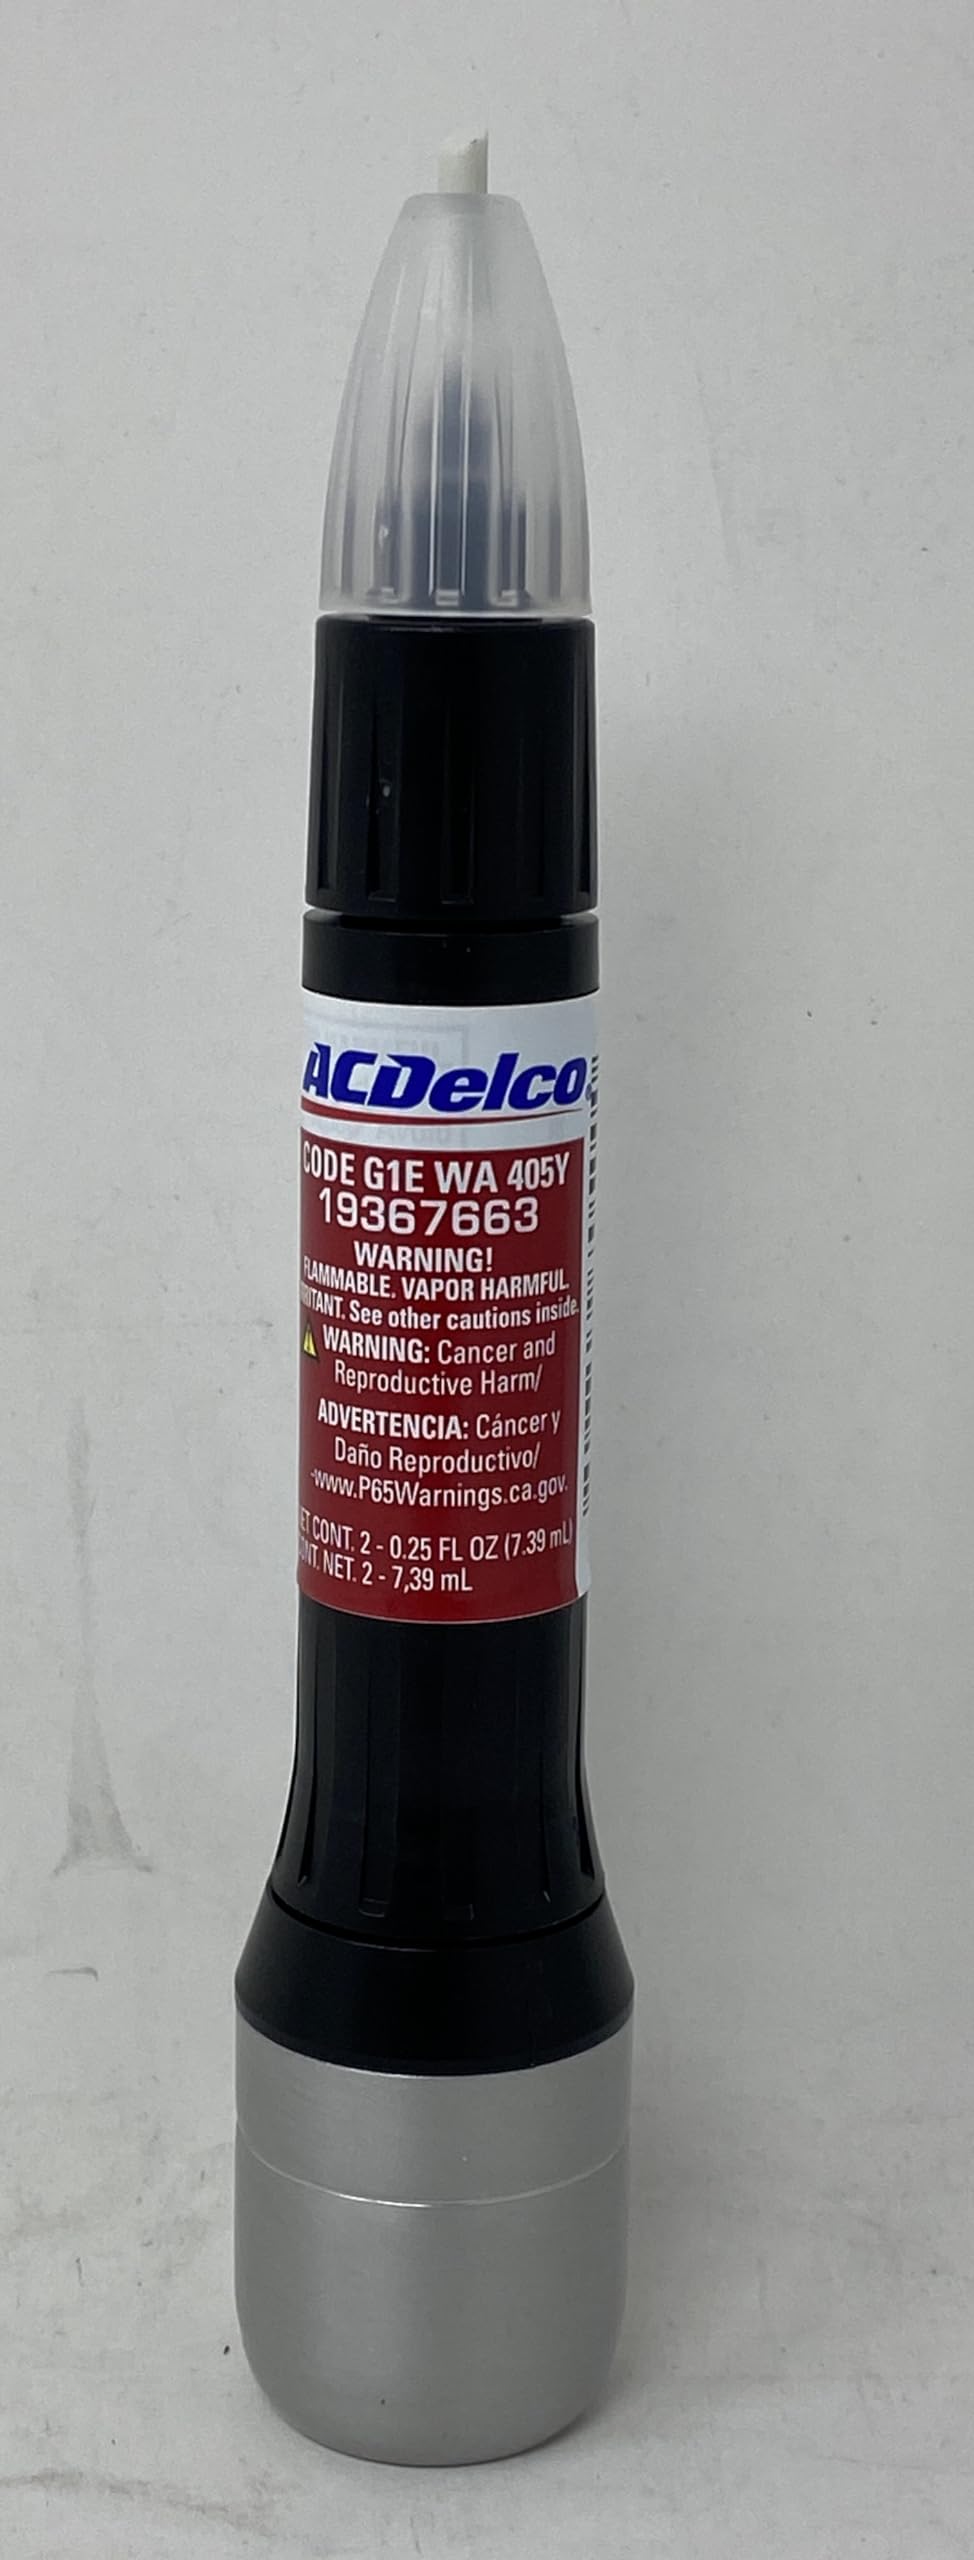 ACDelco®
CODE G1E WA 405Y
19367663
WARNING!
FLAMMABLE. VAPOR HARMFUL.
See other cautions inside.
WARNING: Cancer and
Reproductive Harm/
ADVERTENCIA: Cáncer y
Daño Reproductivo/
-www.P65Warnings.ca.gov.
CONT. 2 - 0.25 FL OZ (7.39 mL)
NET. 2 - 7,39 mL